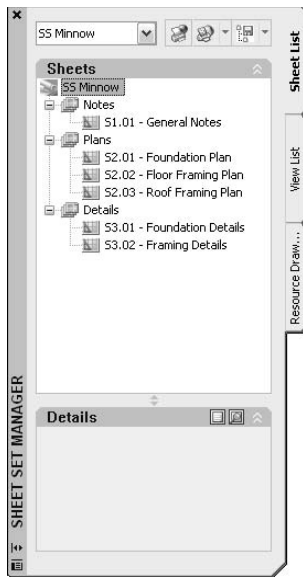 SS Minnow
Sheets
SS Minnow
Notes
S1.01 - General Notes
Plans
S2.01 - Foundation Plan
S2.02 - Floor Framing Plan
S2.03 - Roof Framing Plan
Details
S3.01 - Foundation Details
S3.02 - Framing Details
Details
SHEET SET MANAGER
Sheet List
View List
Resource Draw...